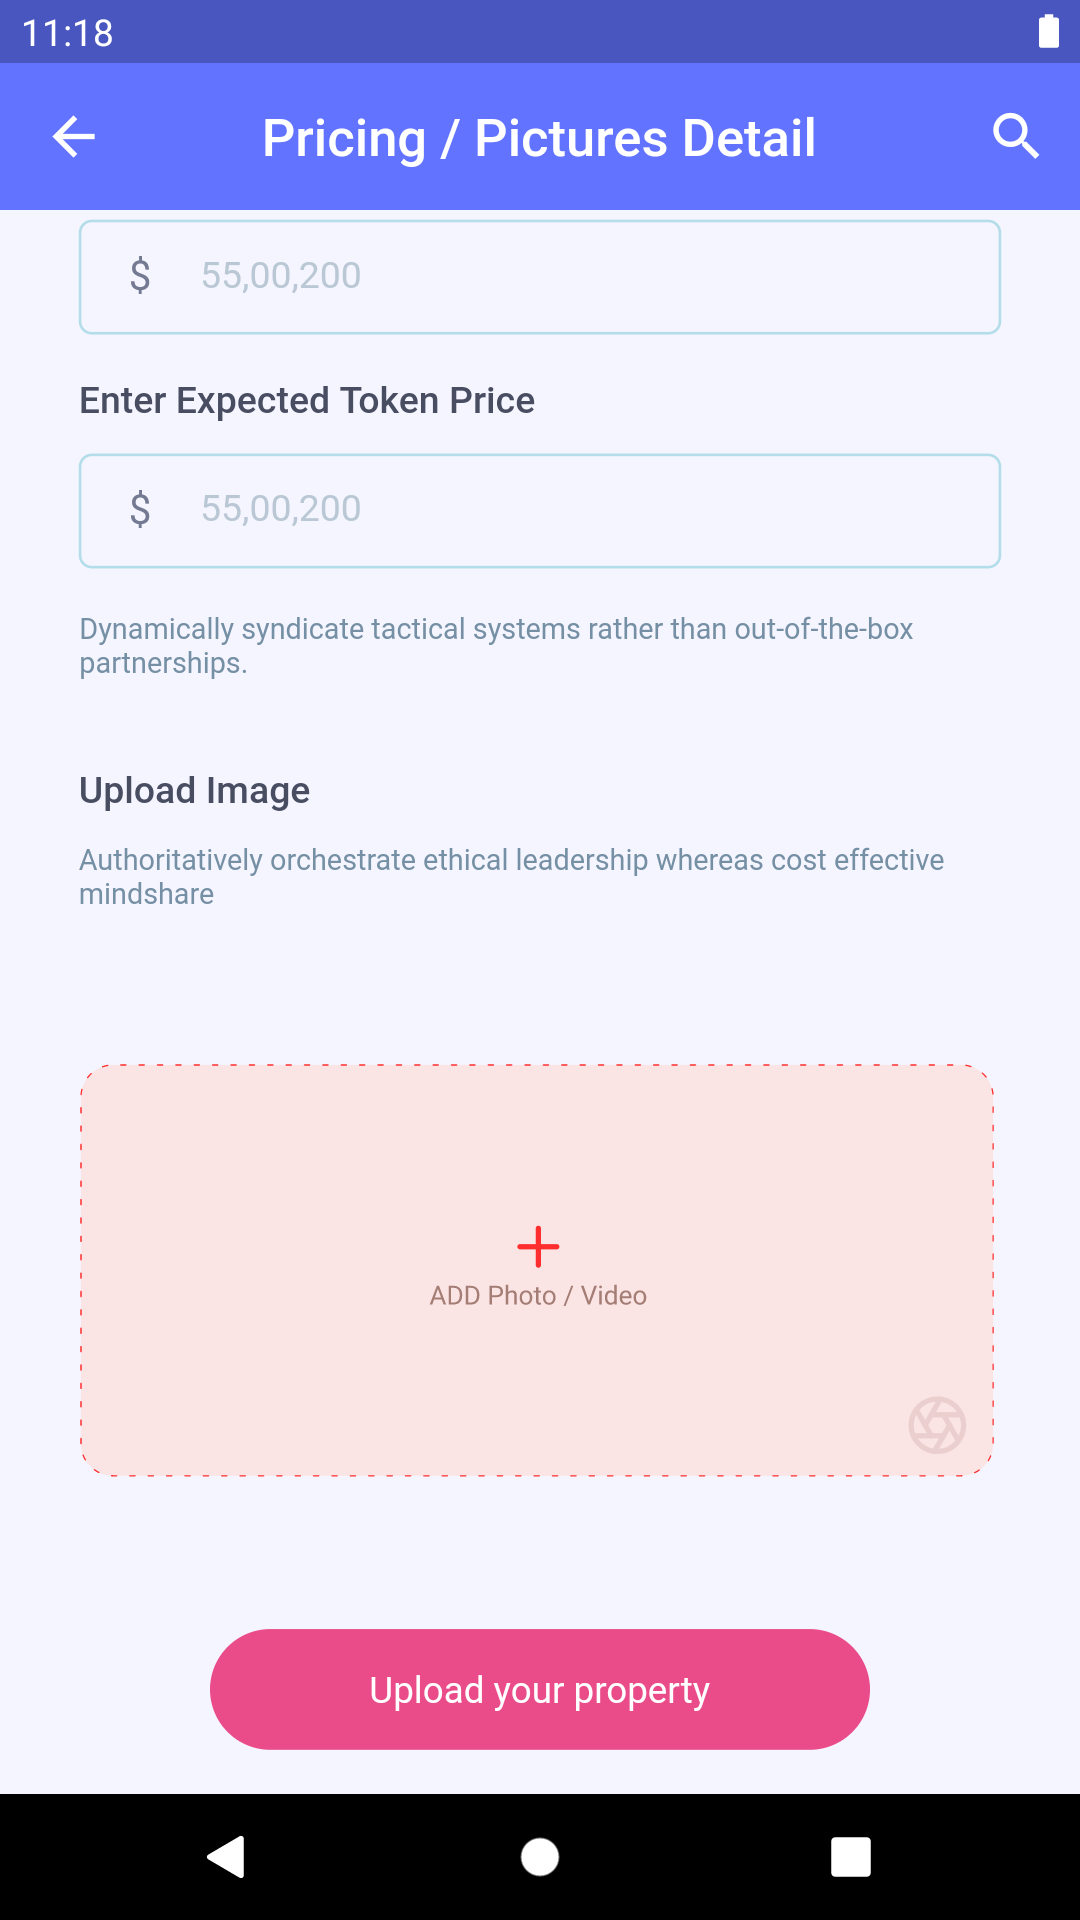 11:18
Pricing / Pictures Detail
$ 55,00,200
Enter Expected Token Price
$ 55,00,200
Dynamically syndicate tactical systems rather than out-of-the-box
partnerships.
Upload Image
Authoritatively orchestrate ethical leadership whereas cost effective
mindshare
ADD Photo / Video
Upload your property